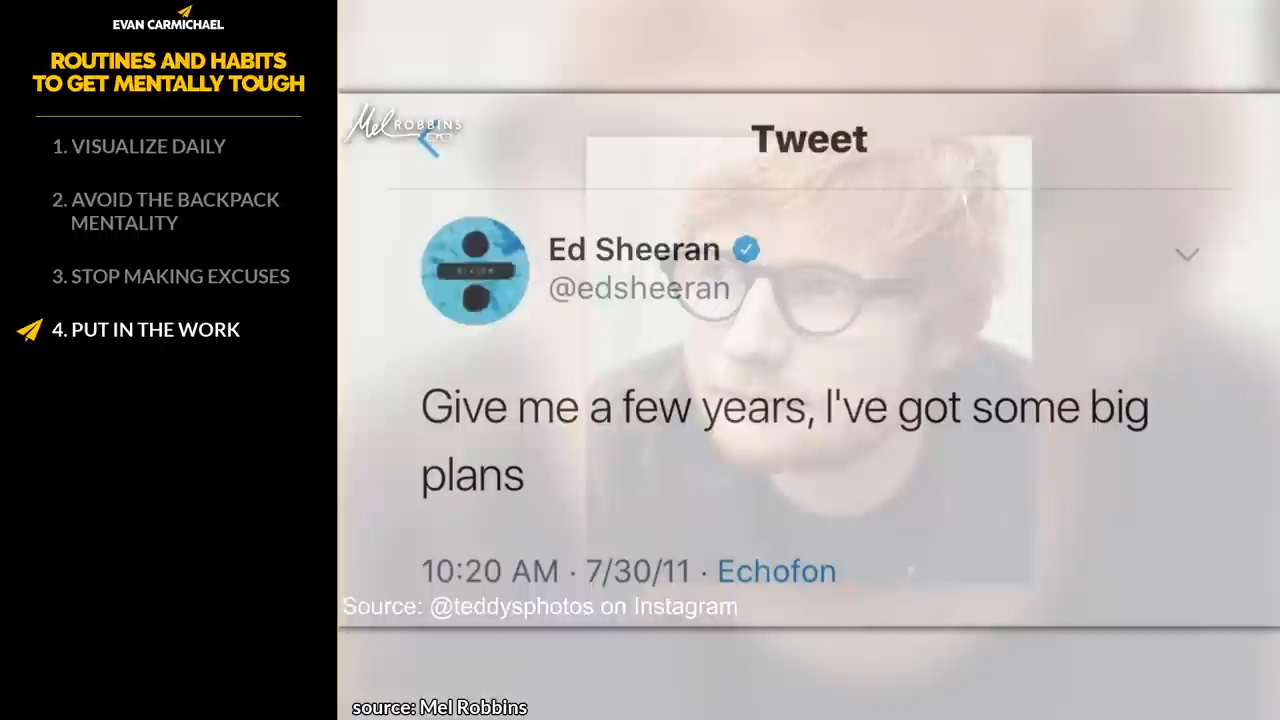 EVAN CARMICHAEL
ROUTINES AND HABITS
TO GET MENTALLY TOUGH
1. VISUALIZE DAILY
2. AVOID THE BACKPACK
MENTALITY
3. STOP MAKING EXCUSES
4. PUT IN THE WORK
Mel ROBBINS
Tweet
Ed Sheeran
@edsheeran
Give me a few years, I've got some big
plans
10:20 AM · 7/30/11 · Echofon
Source: @teddysphotos on Instagram
source: Mel Robbins